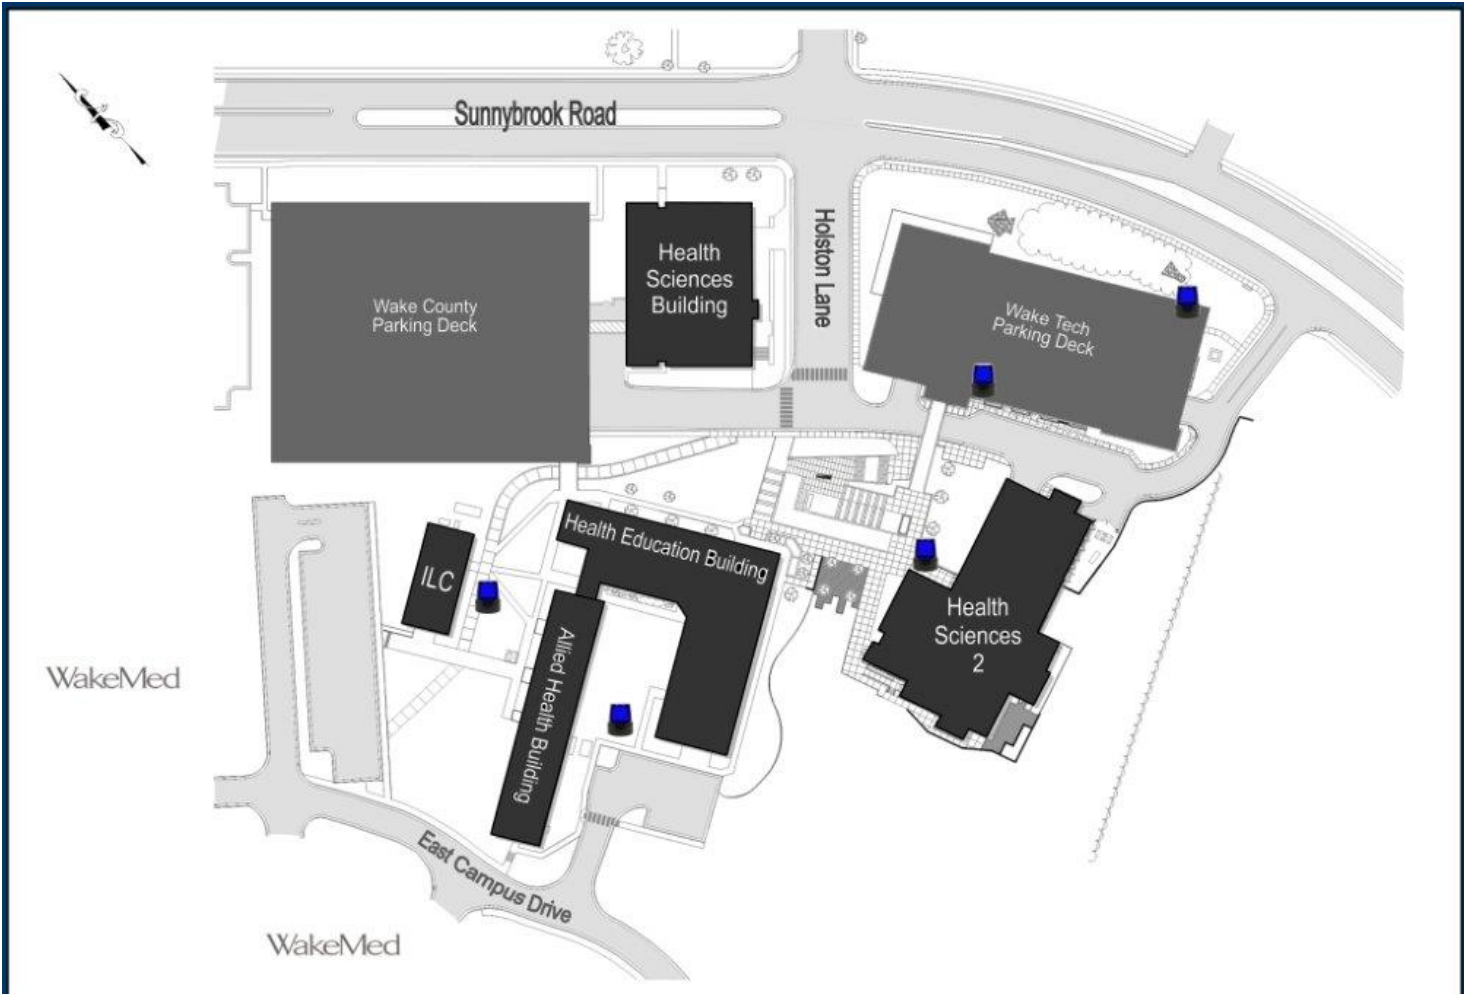 Sunnybrook Road
Holston Lane
Health
Sciences
Building
Wake County
Parking Deck
Wake Tech
Parking Deck
Health Education Building
ILC
Health
Sciences
2
Allied Health Building
WakeMed
East Campus Drive
WakeMed